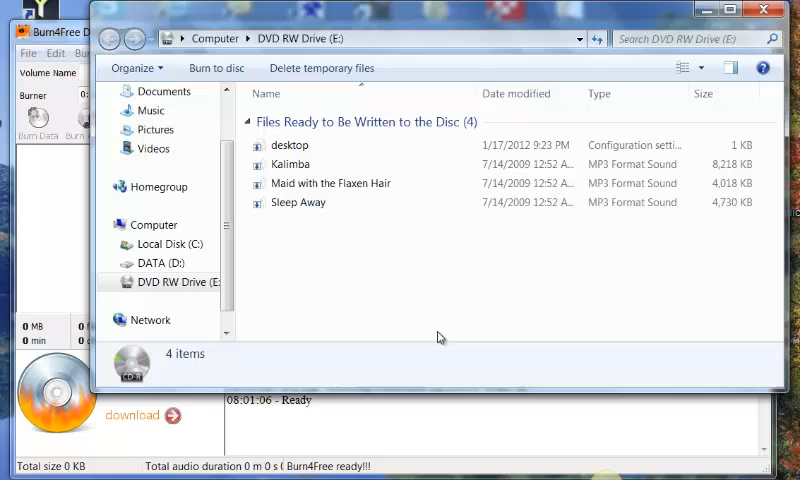 Burn4Free D
File Edit Bu
Volume Name
Burner 0:
Burn Data
0 MB
0 min
download
08:01:06 - Ready
Total size 0 KB Total audio duration 0 m 0 s Burn4Free ready!!!
Computer DVD RW Drive (E:)
Search DVD RW Drive (E:)
Organize Burn to disc Delete temporary files
Documents
Music
Pictures
Videos
Homegroup
Computer
Local Disk (C:)
DATA (D:)
DVD RW Drive (E:
Network
Name Date modified Type Size
Files Ready to Be Written to the Disc (4)
desktop 1/17/2012 9:23 PM Configuration setti... 1 KB
Kalimba 7/14/2009 12:52 A... MP3 Format Sound 8,218 KB
Maid with the Flaxen Hair 7/14/2009 12:52 A... MP3 Format Sound 4,018 KB
Sleep Away 7/14/2009 12:52 A... MP3 Format Sound 4,730 KB
CD-R
4 items